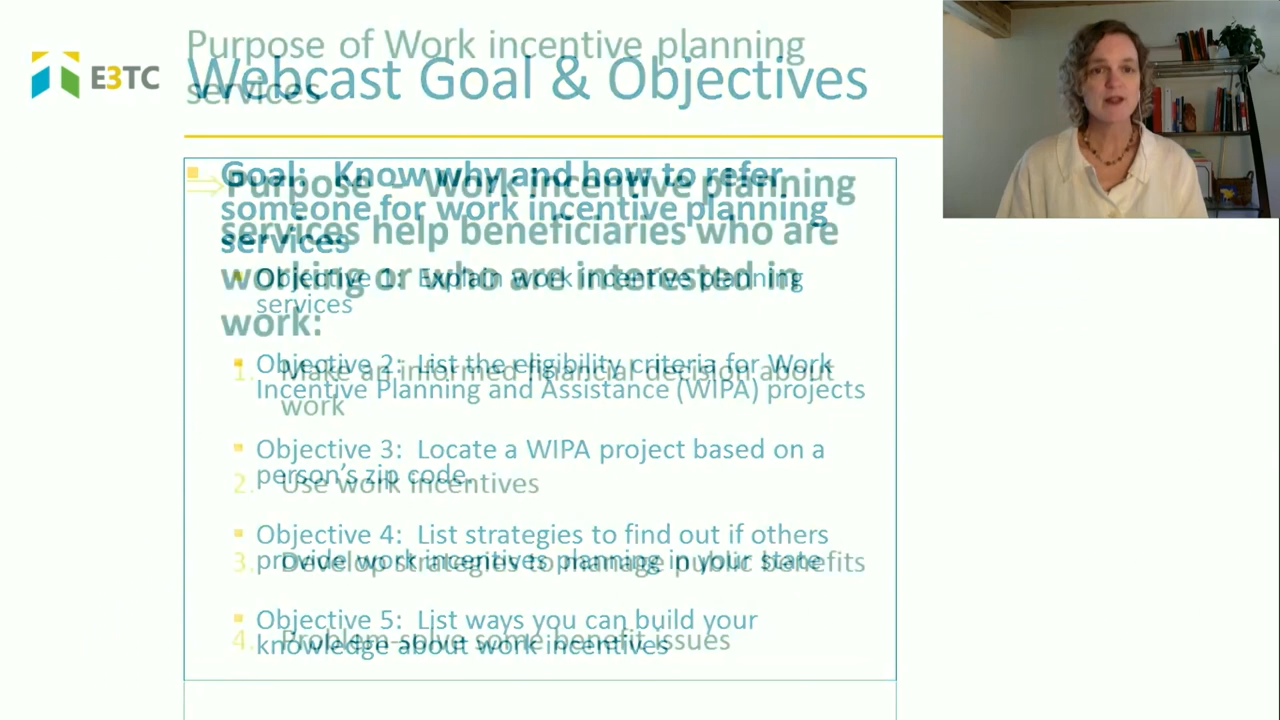 E3TC
Purpose of Work incentive planning
services
Webcast Goal & Objectives
Goal: Know why and how to refer
someone for work incentive planning
services
Objective 1: Explain work incentive planning
services
Objective 2: List the eligibility criteria for Work
Incentive Planning and Assistance (WIPA) projects
Objective 3: Locate a WIPA project based on a
person's zip code.
Objective 4: List strategies to find out if others
provide work incentives planning in your state
Objective 5: List ways you can build your
knowledge about work incentives
Purpose – Work incentive planning
services help beneficiaries who are
working or who are interested in
work:
1. Make an informed financial decision about
work
2. Use work incentives
3. Develop strategies to manage public benefits
4. Problem-solve some benefit issues